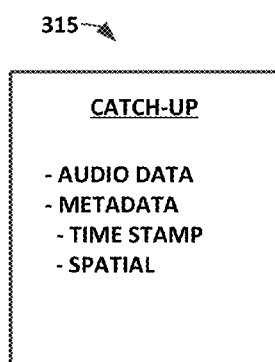 315
CATCH-UP
- AUDIO DATA
- METADATA
- TIME STAMP
- SPATIAL